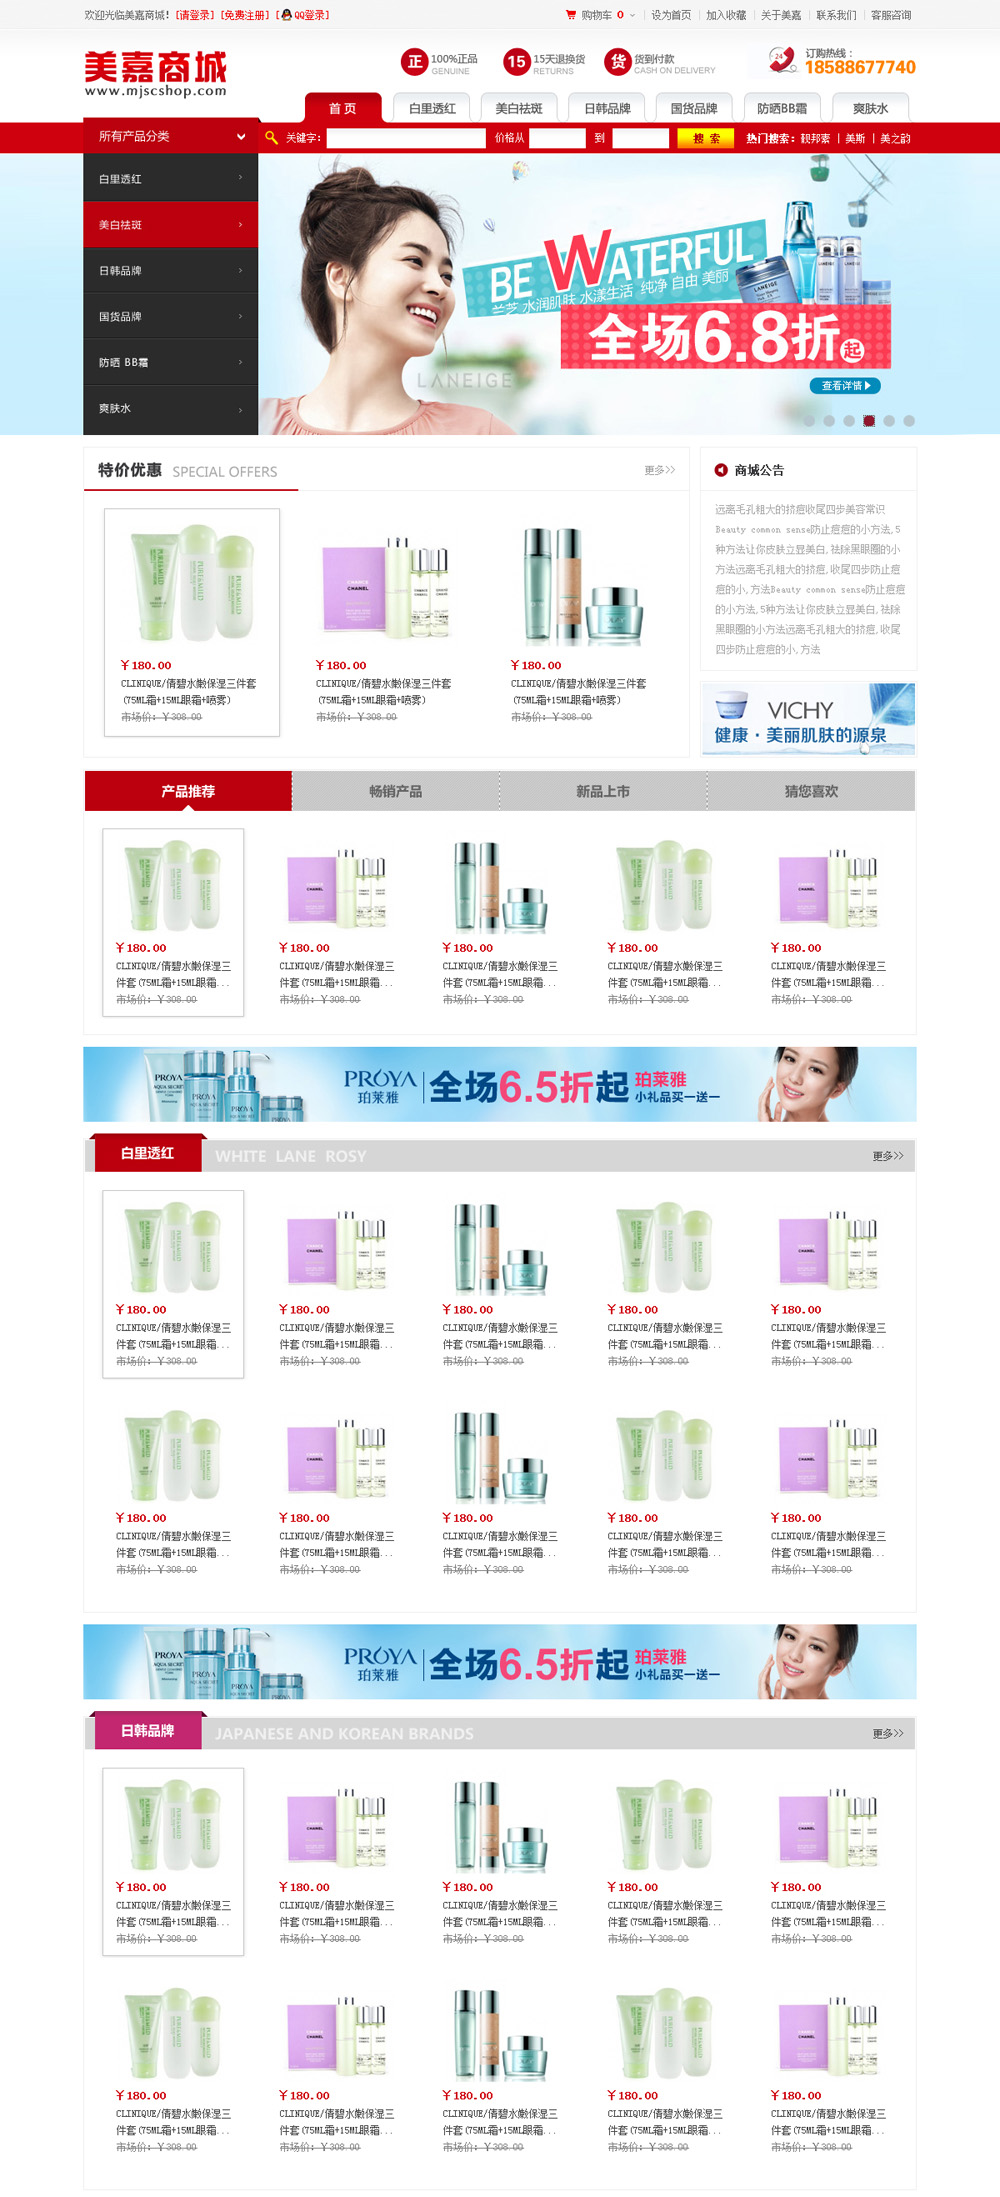 欢迎光临美嘉商城! [请登录] [免费注册] [QQ登录]
购物车 0 设为首页 加入收藏 关于美嘉 联系我们 客服咨询
美嘉商城
www.mjscshop.com
正 100%正品
GENUINE
15 15天退换货
RETURNS
货 货到付款
CASH ON DELIVERY
24
订购热线：
18588677740
首 页 白里透红 美白祛斑 日韩品牌 国货品牌 防晒BB霜 爽肤水
所有产品分类
关键字: 价格从 到 搜 索 热门搜索: 靓邦素 | 美斯 | 美之韵
白里透红
美白祛斑
日韩品牌
国货品牌
防晒 BB霜
爽肤水
BE WATERFUL
兰芝 水润肌肤 水漾生活 纯净 自由 美丽
全场6.8折起
LANEIGE
查看详情
特价优惠 SPECIAL OFFERS
更多>>
￥180.00 ￥180.00 ￥180.00
CLINIQUE/倩碧水嫩保湿三件套 CLINIQUE/倩碧水嫩保湿三件套 CLINIQUE/倩碧水嫩保湿三件套
(75ML霜+15ML眼霜+喷雾) (75ML霜+15ML眼霜+喷雾) (75ML霜+15ML眼霜+喷雾)
市场价: ￥308.00 市场价: ￥308.00 市场价: ￥308.00
商城公告
远离毛孔粗大的挤痘收尾四步美容常识
Beauty common sense防止痘痘的小方法,5
种方法让你皮肤立显美白,祛除黑眼圈的小
方法远离毛孔粗大的挤痘,收尾四步防止痘
痘的小,方法Beauty common sense防止痘痘
的小方法,5种方法让你皮肤立显美白,祛除
黑眼圈的小方法远离毛孔粗大的挤痘,收尾
四步防止痘痘的小,方法
VICHY
健康·美丽肌肤的源泉
产品推荐 畅销产品 新品上市 猜您喜欢
￥180.00 ￥180.00 ￥180.00 ￥180.00 ￥180.00
CLINIQUE/倩碧水嫩保湿三 CLINIQUE/倩碧水嫩保湿三 CLINIQUE/倩碧水嫩保湿三 CLINIQUE/倩碧水嫩保湿三 CLINIQUE/倩碧水嫩保湿三
件套(75ML霜+15ML眼霜... 件套(75ML霜+15ML眼霜... 件套(75ML霜+15ML眼霜... 件套(75ML霜+15ML眼霜... 件套(75ML霜+15ML眼霜...
市场价: ￥308.00 市场价: ￥308.00 市场价: ￥308.00 市场价: ￥308.00 市场价: ￥308.00
PROYA
珀莱雅
全场6.5折起
珀莱雅
小礼品买一送一
白里透红 WHITE LANE ROSY
更多>>
￥180.00 ￥180.00 ￥180.00 ￥180.00 ￥180.00
CLINIQUE/倩碧水嫩保湿三 CLINIQUE/倩碧水嫩保湿三 CLINIQUE/倩碧水嫩保湿三 CLINIQUE/倩碧水嫩保湿三 CLINIQUE/倩碧水嫩保湿三
件套(75ML霜+15ML眼霜... 件套(75ML霜+15ML眼霜... 件套(75ML霜+15ML眼霜... 件套(75ML霜+15ML眼霜... 件套(75ML霜+15ML眼霜...
市场价: ￥308.00 市场价: ￥308.00 市场价: ￥308.00 市场价: ￥308.00 市场价: ￥308.00
￥180.00 ￥180.00 ￥180.00 ￥180.00 ￥180.00
CLINIQUE/倩碧水嫩保湿三 CLINIQUE/倩碧水嫩保湿三 CLINIQUE/倩碧水嫩保湿三 CLINIQUE/倩碧水嫩保湿三 CLINIQUE/倩碧水嫩保湿三
件套(75ML霜+15ML眼霜... 件套(75ML霜+15ML眼霜... 件套(75ML霜+15ML眼霜... 件套(75ML霜+15ML眼霜... 件套(75ML霜+15ML眼霜...
市场价: ￥308.00 市场价: ￥308.00 市场价: ￥308.00 市场价: ￥308.00 市场价: ￥308.00
PROYA
珀莱雅
全场6.5折起
珀莱雅
小礼品买一送一
日韩品牌 JAPANESE AND KOREAN BRANDS
更多>>
￥180.00 ￥180.00 ￥180.00 ￥180.00 ￥180.00
CLINIQUE/倩碧水嫩保湿三 CLINIQUE/倩碧水嫩保湿三 CLINIQUE/倩碧水嫩保湿三 CLINIQUE/倩碧水嫩保湿三 CLINIQUE/倩碧水嫩保湿三
件套(75ML霜+15ML眼霜... 件套(75ML霜+15ML眼霜... 件套(75ML霜+15ML眼霜... 件套(75ML霜+15ML眼霜... 件套(75ML霜+15ML眼霜...
市场价: ￥308.00 市场价: ￥308.00 市场价: ￥308.00 市场价: ￥308.00 市场价: ￥308.00
￥180.00 ￥180.00 ￥180.00 ￥180.00 ￥180.00
CLINIQUE/倩碧水嫩保湿三 CLINIQUE/倩碧水嫩保湿三 CLINIQUE/倩碧水嫩保湿三 CLINIQUE/倩碧水嫩保湿三 CLINIQUE/倩碧水嫩保湿三
件套(75ML霜+15ML眼霜... 件套(75ML霜+15ML眼霜... 件套(75ML霜+15ML眼霜... 件套(75ML霜+15ML眼霜... 件套(75ML霜+15ML眼霜...
市场价: ￥308.00 市场价: ￥308.00 市场价: ￥308.00 市场价: ￥308.00 市场价: ￥308.00